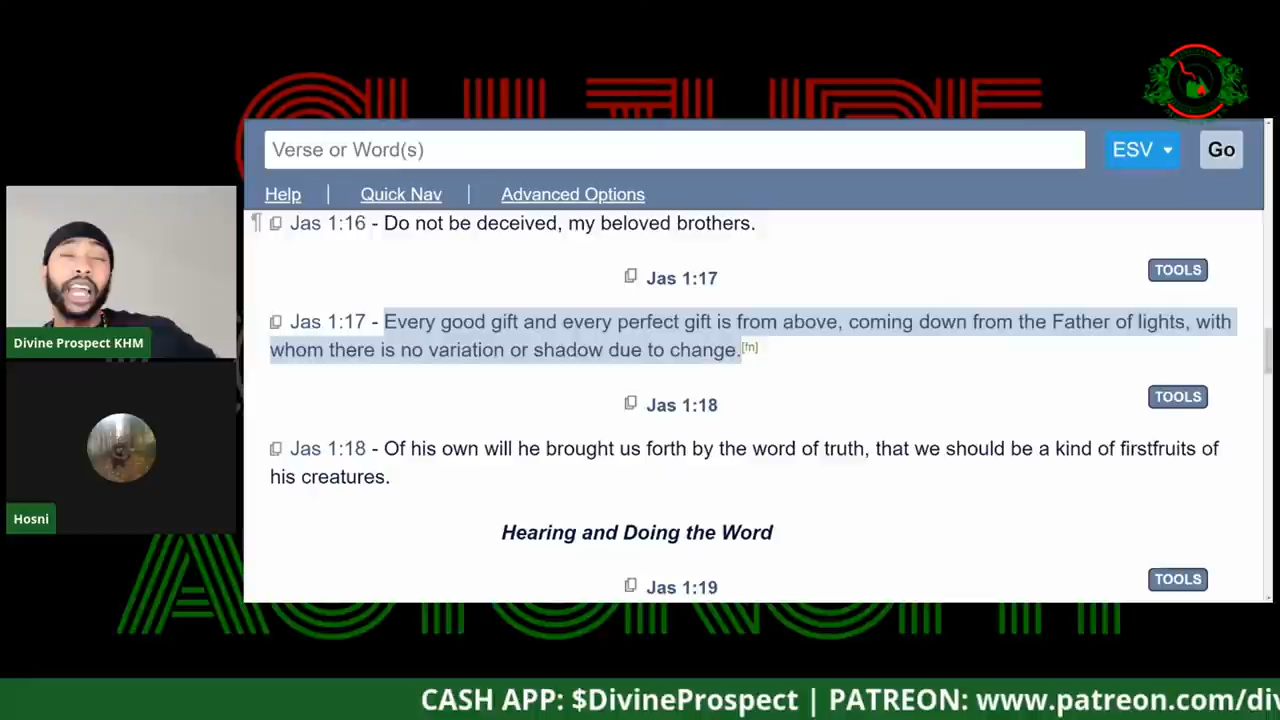 Verse or Word(s)
ESV
Go
Help | Quick Nav | Advanced Options
¶ Jas 1:16 - Do not be deceived, my beloved brothers.
Jas 1:17
TOOLS
Jas 1:17 - Every good gift and every perfect gift is from above, coming down from the Father of lights, with
whom there is no variation or shadow due to change.[fn]
Jas 1:18
TOOLS
Jas 1:18 - Of his own will he brought us forth by the word of truth, that we should be a kind of firstfruits of
his creatures.
Hearing and Doing the Word
Jas 1:19
TOOLS
Divine Prospect KHM
Hosni
CASH APP: $DivineProspect | PATREON: www.patreon.com/div